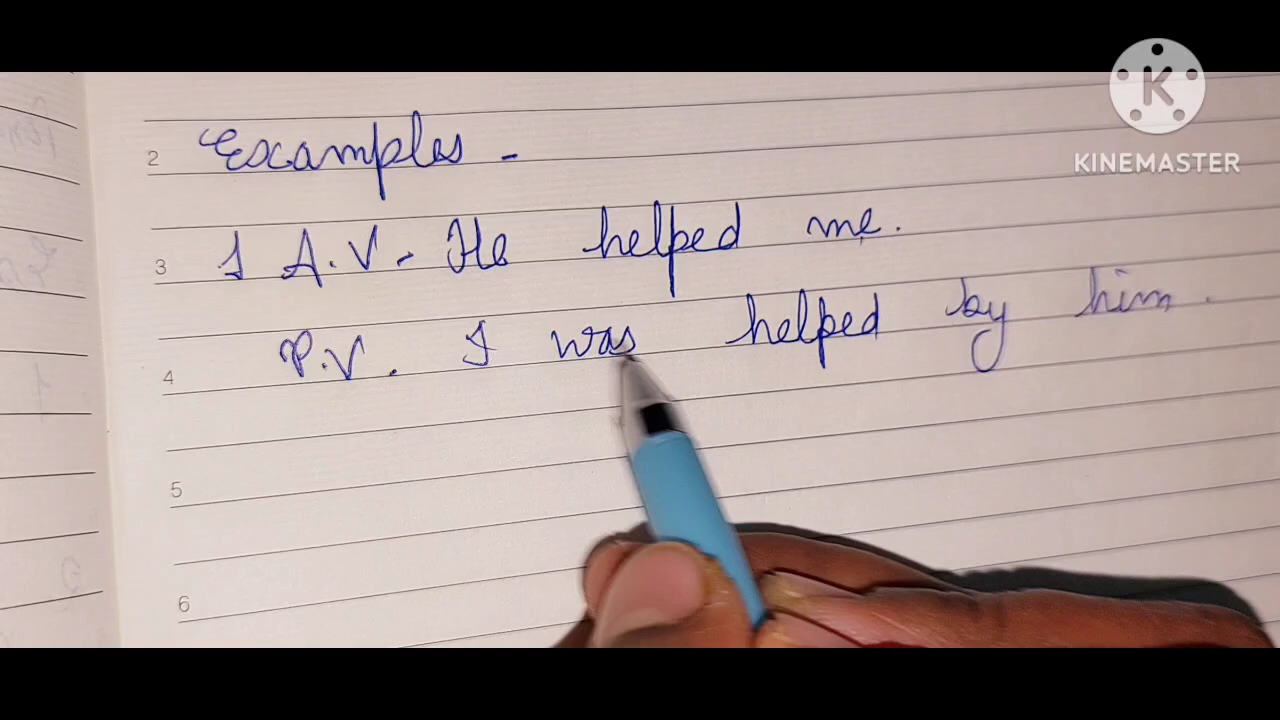 KINEMASTER
2 Examples -
3 1 A.V. He helped me.
4 P.V. I was helped by him.
5
6